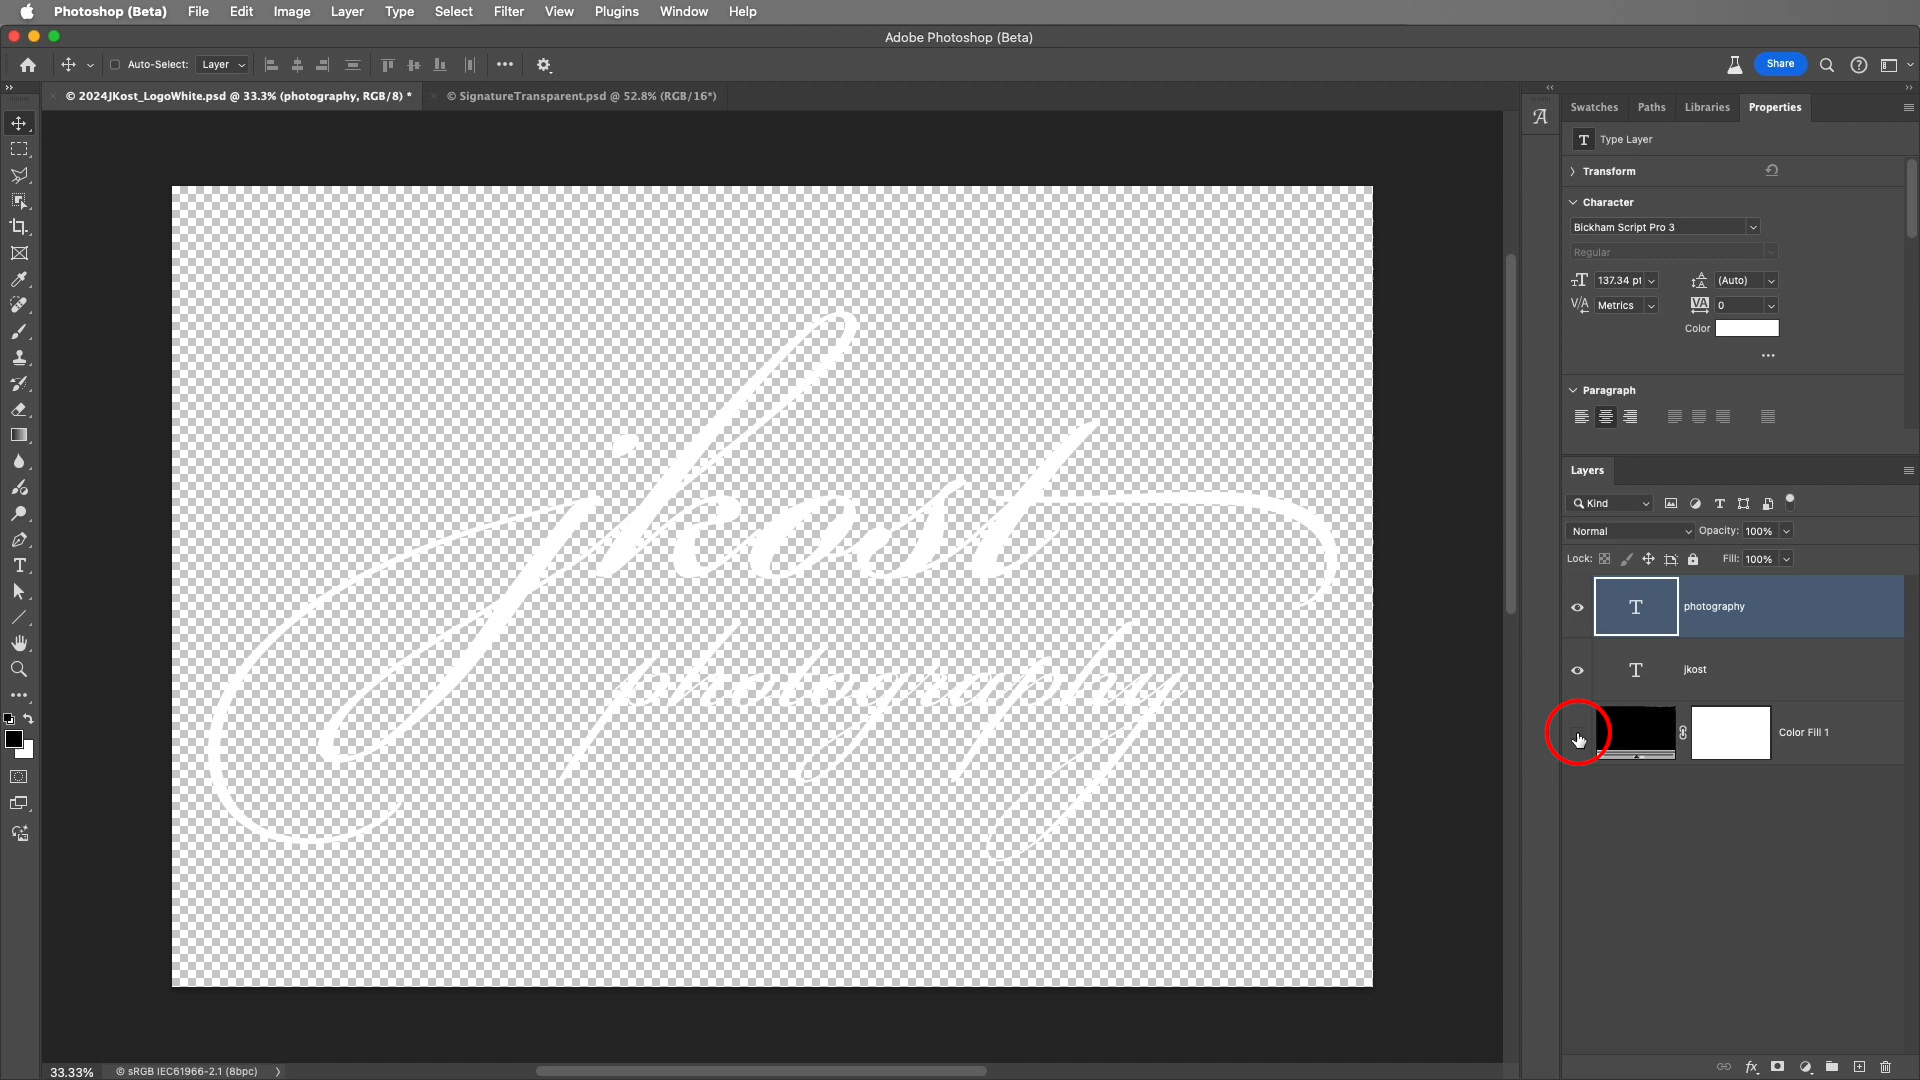 Photoshop (Beta) File Edit Image Layer Type Select Filter View Plugins Window Help
Adobe Photoshop (Beta)
Auto-Select: Layer Share
© 2024JKost_LogoWhite.psd @ 33.3% (photography, RGB/8) * © SignatureTransparent.psd @ 52.8% (RGB/16*)
Swatches Paths Libraries Properties
T Type Layer
Transform
Character
Bickham Script Pro 3
Regular
137.34 pt (Auto)
Metrics 0
Color
Paragraph
jkost
photography
Layers
Kind
Normal Opacity: 100%
Lock: Fill: 100%
T photography
T jkost
Color Fill 1
33.33% © sRGB IEC61966-2.1 (8bpc)